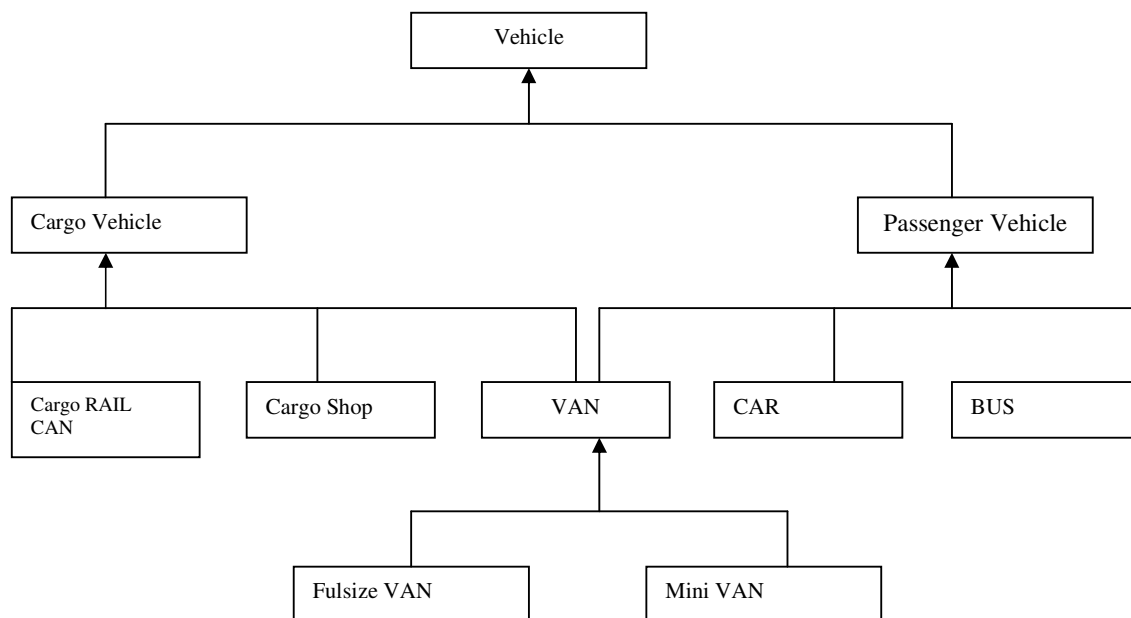 Vehicle
Cargo Vehicle
Passenger Vehicle
Cargo RAIL
CAN
Cargo Shop
VAN
CAR
BUS
Fulsize VAN
Mini VAN